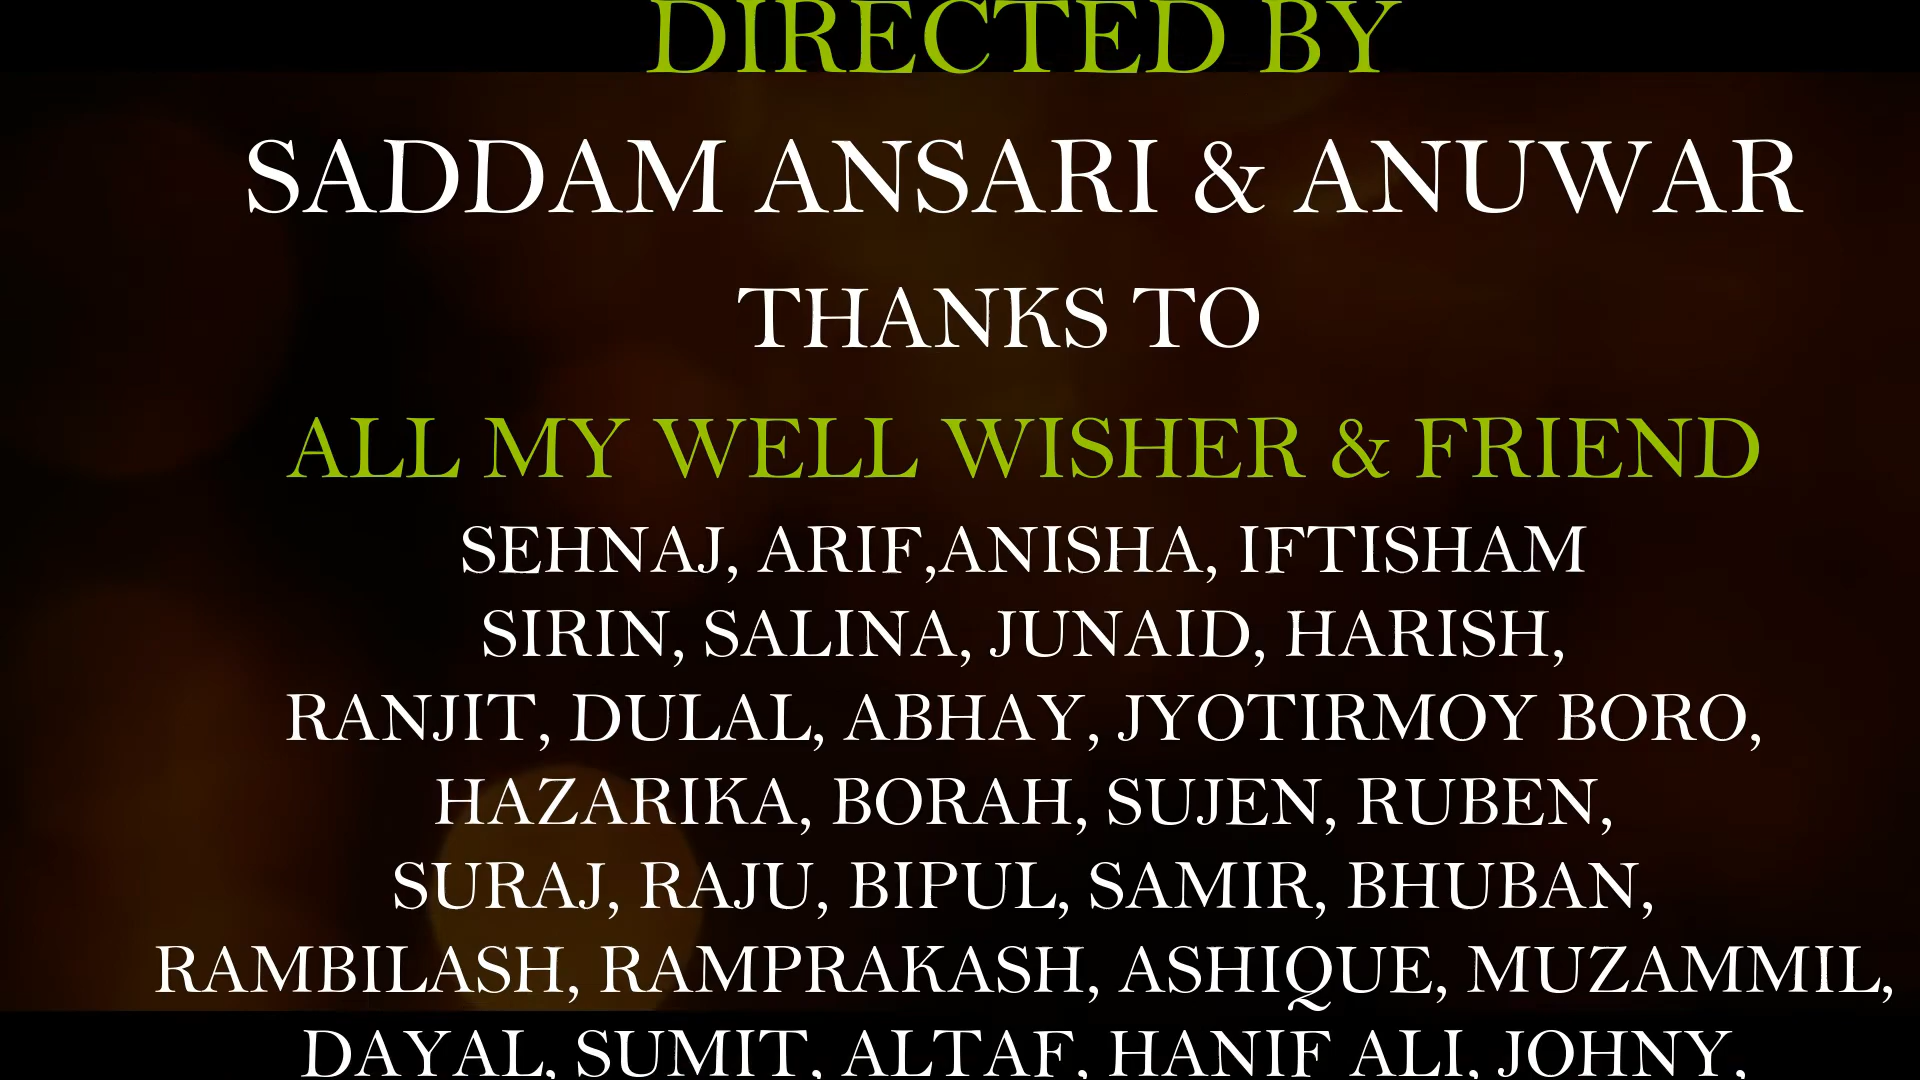 DIRECTED BY
SADDAM ANSARI & ANUWAR
THANKS TO
ALL MY WELL WISHER & FRIEND
SEHNAJ, ARIF,ANISHA, IFTISHAM
SIRIN, SALINA, JUNAID, HARISH,
RANJIT, DULAL, ABHAY, JYOTIRMOY BORO,
HAZARIKA, BORAH, SUJEN, RUBEN,
SURAJ, RAJU, BIPUL, SAMIR, BHUBAN,
RAMBILASH, RAMPRAKASH, ASHIQUE, MUZAMMIL,
DAYAL, SUMIT, ALTAF, HANIF ALI, JOHNY,